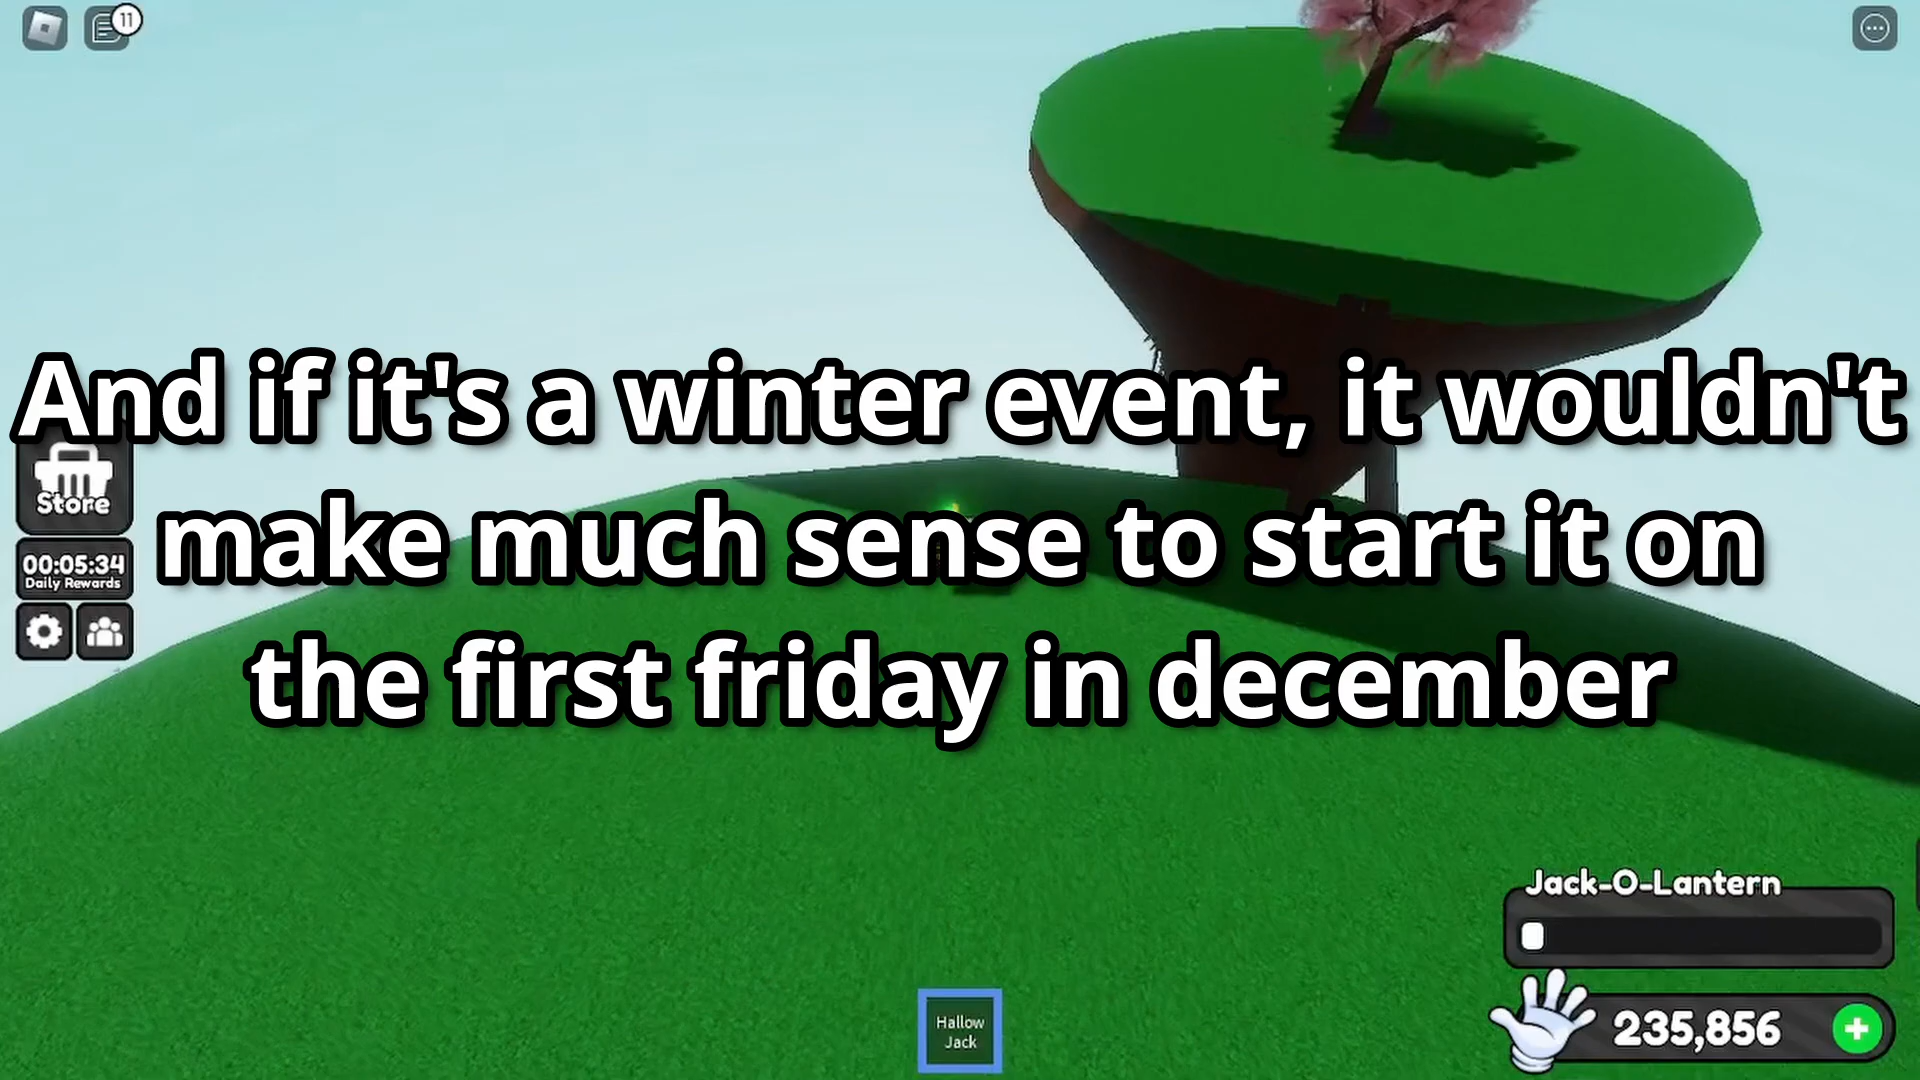 11
And if it's a winter event, it wouldn't
make much sense to start it on
the first friday in december
Store
00:05:34
Daily Rewards
Jack-O-Lantern
235,856
Hallow
Jack